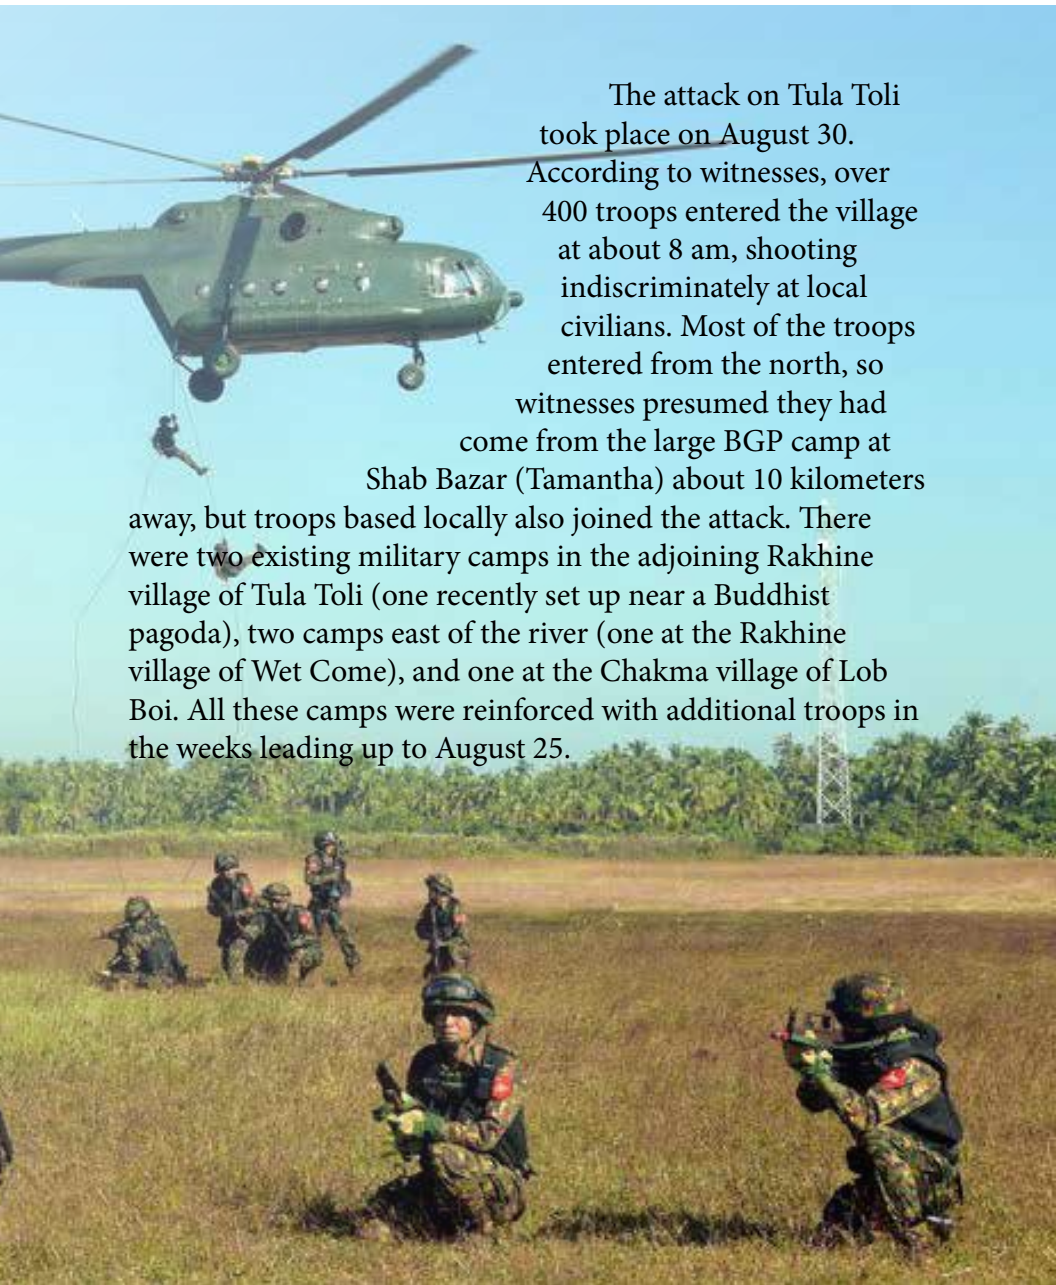 The attack on Tula Toli
took place on August 30.
According to witnesses, over
400 troops entered the village
at about 8 am, shooting
indiscriminately at local
civilians. Most of the troops
entered from the north, so
witnesses presumed they had
come from the large BGP camp at
Shab Bazar (Tamantha) about 10 kilometers
away, but troops based locally also joined the attack. There
were two existing military camps in the adjoining Rakhine
village of Tula Toli (one recently set up near a Buddhist
pagoda), two camps east of the river (one at the Rakhine
village of Wet Come), and one at the Chakma village of Lob
Boi. All these camps were reinforced with additional troops in
the weeks leading up to August 25.